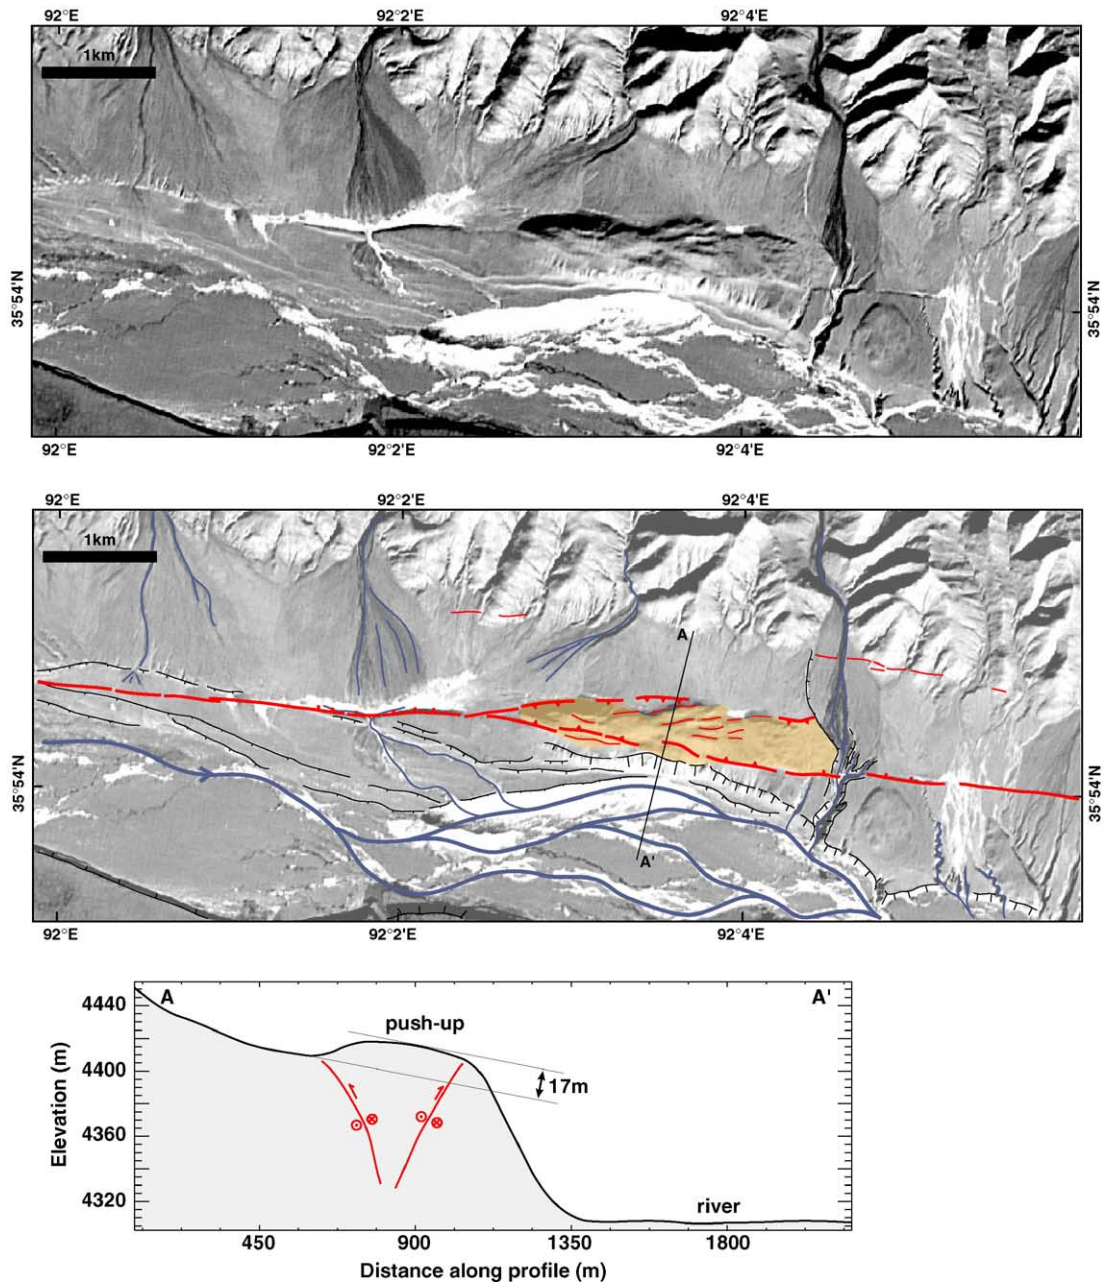 92°E 92°2' 92°4'E
1km
35°54'N 35°54'N
92°E 92°2'E 92°4'E
92°E 92°2'E 92°4'E
1km
A
35°54'N 35°54'N
A'
92°E 92°2'E 92°4'E
A A'
4440
push-up
4400
17m
Elevation (m)
4360
4320
river
450 900 1350 1800
Distance along profile (m)